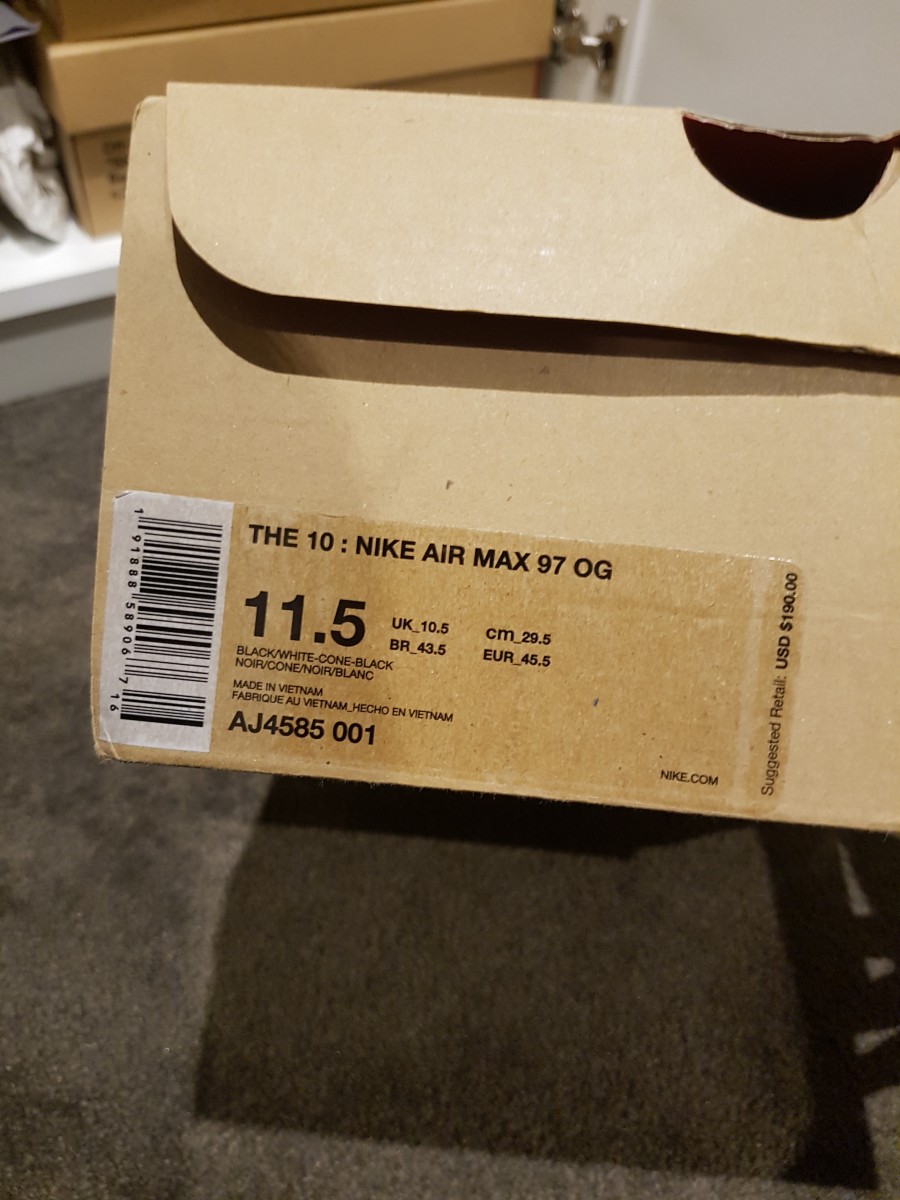 THE 10 : NIKE AIR MAX 97 OG
11.5
UK_10.5
cm_29.5
BR_43.5
EUR_45.5
BLACK/WHITE-CONE-BLACK
NOIR/CONE/NOIR/BLANC
MADE IN VIETNAM
FABRIQUE AU VIETNAM_HECHO EN VIETNAM
AJ4585 001
NIKE.COM
Suggested Retail: USD $190.00
1 91888 58906 7 16